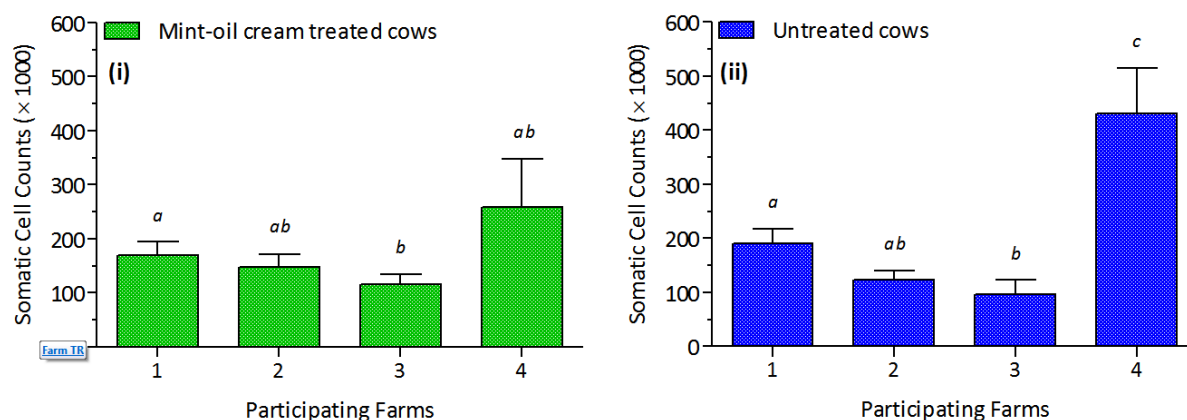 Mint-oil cream treated cows
(i)
Somatic Cell Counts (× 1000)
600
500
400
300
200
100
Farm TR
a
ab
b
ab
1 2 3 4
Participating Farms
Untreated cows
(ii)
Somatic Cell Counts (× 1000)
600
500
400
300
200
100
0
a
ab
b
c
1 2 3 4
Participating Farms